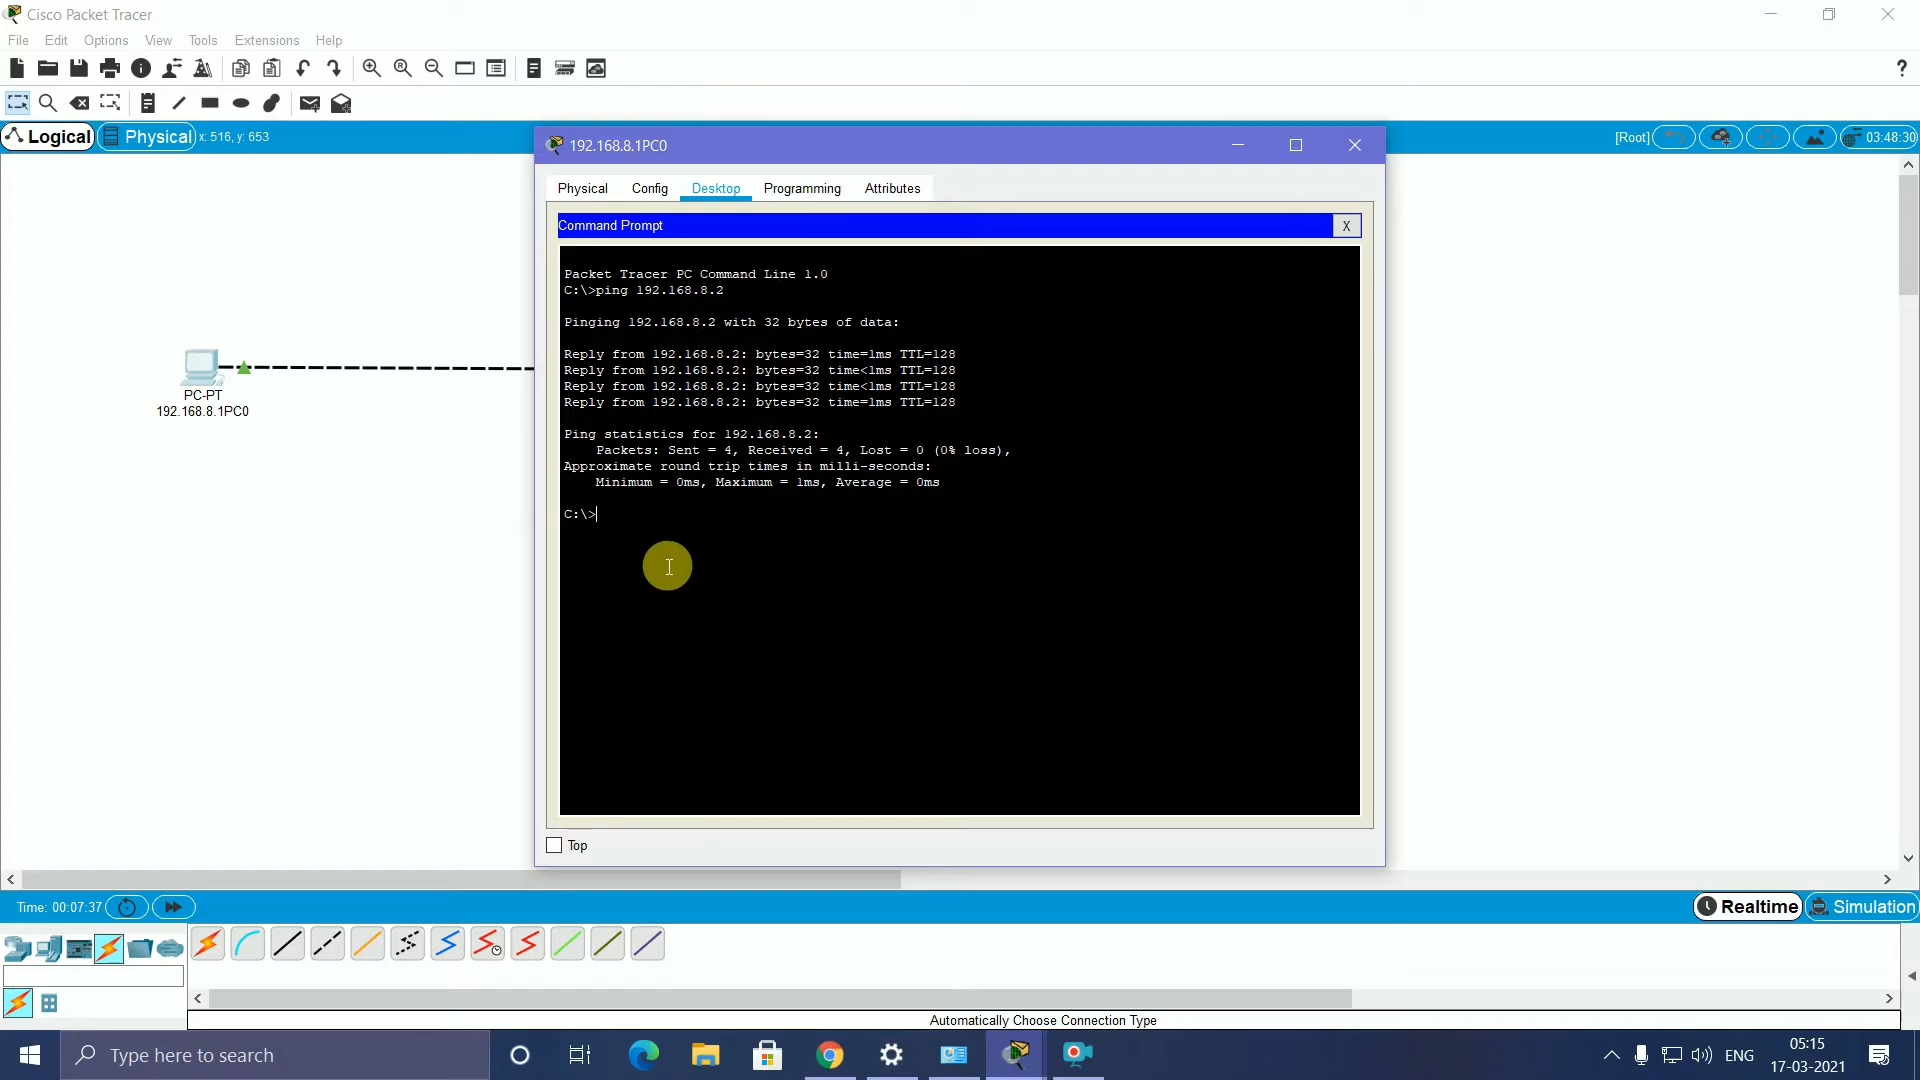 Cisco Packet Tracer
File Edit Options View Tools Extensions Help
?
Logical Physical x: 516, y: 653
[Root] 03:48:30
192.168.8.1PC0
Physical Config Desktop Programming Attributes
Command Prompt X
Packet Tracer PC Command Line 1.0
C:\>ping 192.168.8.2
Pinging 192.168.8.2 with 32 bytes of data:
Reply from 192.168.8.2: bytes=32 time=1ms TTL=128
Reply from 192.168.8.2: bytes=32 time<1ms TTL=128
Reply from 192.168.8.2: bytes=32 time<1ms TTL=128
Reply from 192.168.8.2: bytes=32 time=1ms TTL=128
Ping statistics for 192.168.8.2:
Packets: Sent = 4, Received = 4, Lost = 0 (0% loss),
Approximate round trip times in milli-seconds:
Minimum = 0ms, Maximum = 1ms, Average = 0ms
C:\>
Top
PC-PT
192.168.8.1PC0
Time: 00:07:37
Realtime Simulation
Automatically Choose Connection Type
Type here to search
ENG
05:15
17-03-2021